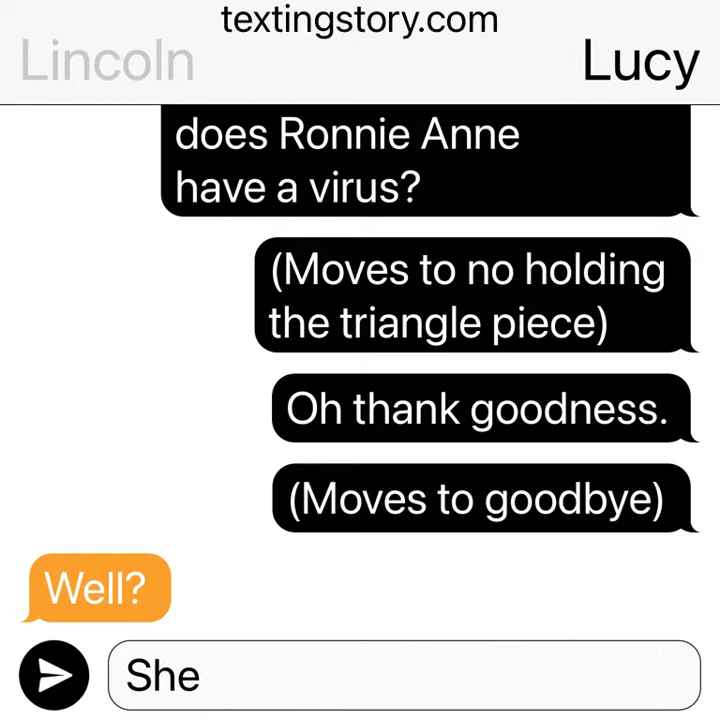 textingstory.com
Lincoln
Lucy
does Ronnie Anne
have a virus?
(Moves to no holding
the triangle piece)
Oh thank goodness.
(Moves to goodbye)
Well?
She